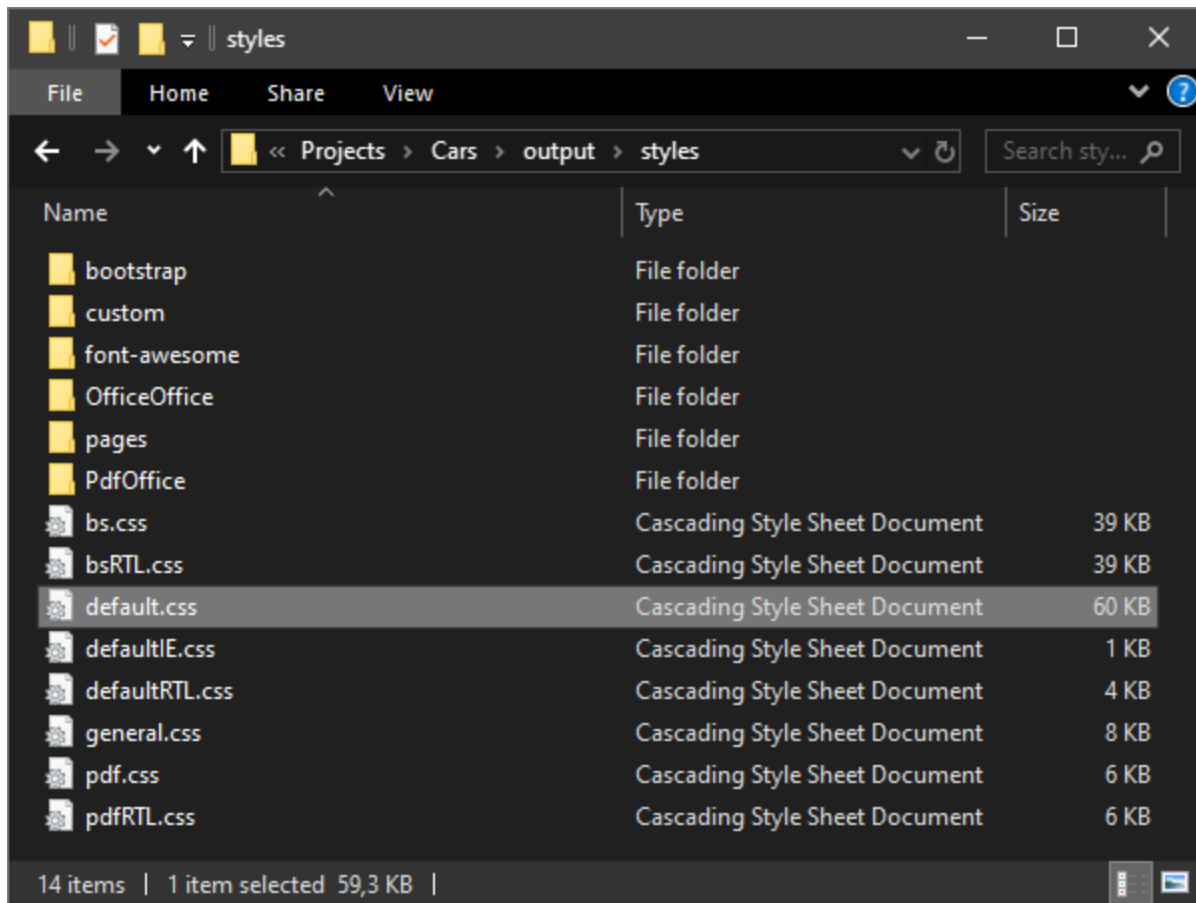 styles
File Home Share View ?
« Projects > Cars > output > styles Search sty...
Name Type Size
bootstrap File folder
custom File folder
font-awesome File folder
OfficeOffice File folder
pages File folder
PdfOffice File folder
bs.css Cascading Style Sheet Document 39 KB
bsRTL.css Cascading Style Sheet Document 39 KB
default.css Cascading Style Sheet Document 60 KB
defaultIE.css Cascading Style Sheet Document 1 KB
defaultRTL.css Cascading Style Sheet Document 4 KB
general.css Cascading Style Sheet Document 8 KB
pdf.css Cascading Style Sheet Document 6 KB
pdfRTL.css Cascading Style Sheet Document 6 KB
14 items | 1 item selected 59,3 KB |